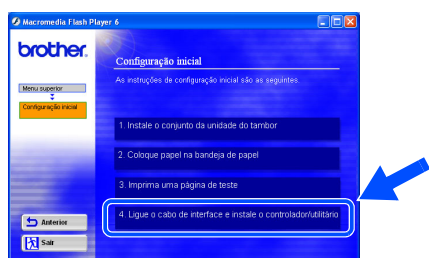 Macromedia Flash Player 6
brother.
Configuração inicial
As instruções de configuração inicial são as seguintes.
Menu superior
Configuração inicial
1. Instale o conjunto da unidade do tambor
2. Coloque papel na bandeja de papel
3. Imprima uma página de teste
4. Ligue o cabo de interface e instale o controlador/utilitário
Anterior
Sair